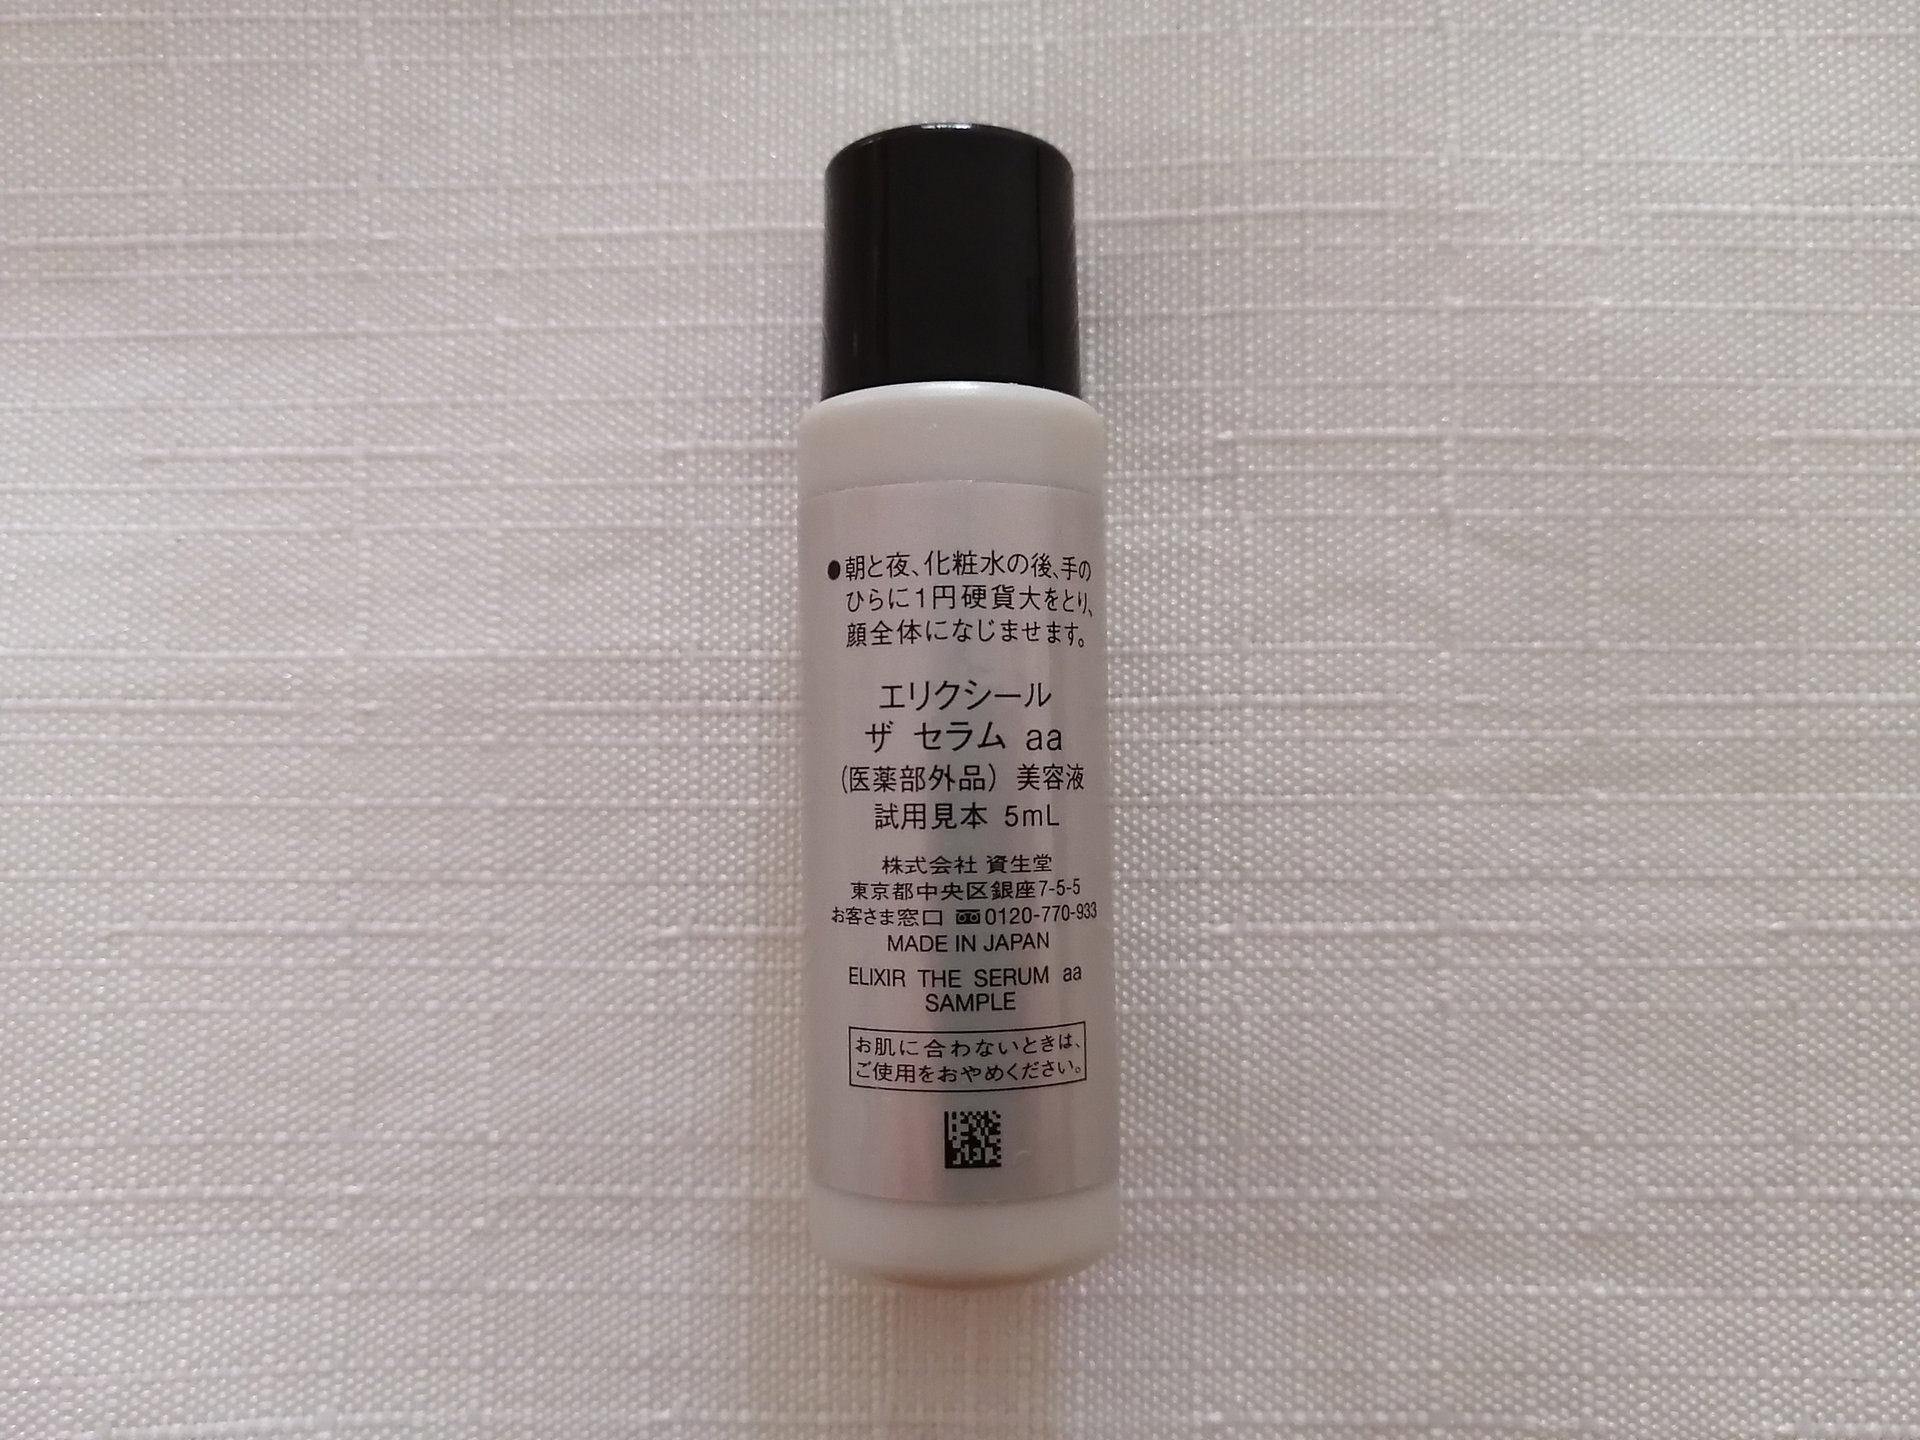 ●朝と夜、化粧水の後、手の
ひらに1円硬貨大をとり、
顔全体になじませます。
エリクシール
ザ セラム aa
(医薬部外品) 美容液
試用見本 5mL
株式会社 資生堂
東京都中央区銀座7-5-5
お客さま窓口 0120-770-933
MADE IN JAPAN
ELIXIR THE SERUM aa
SAMPLE
お肌に合わないときは、
ご使用をおやめください。